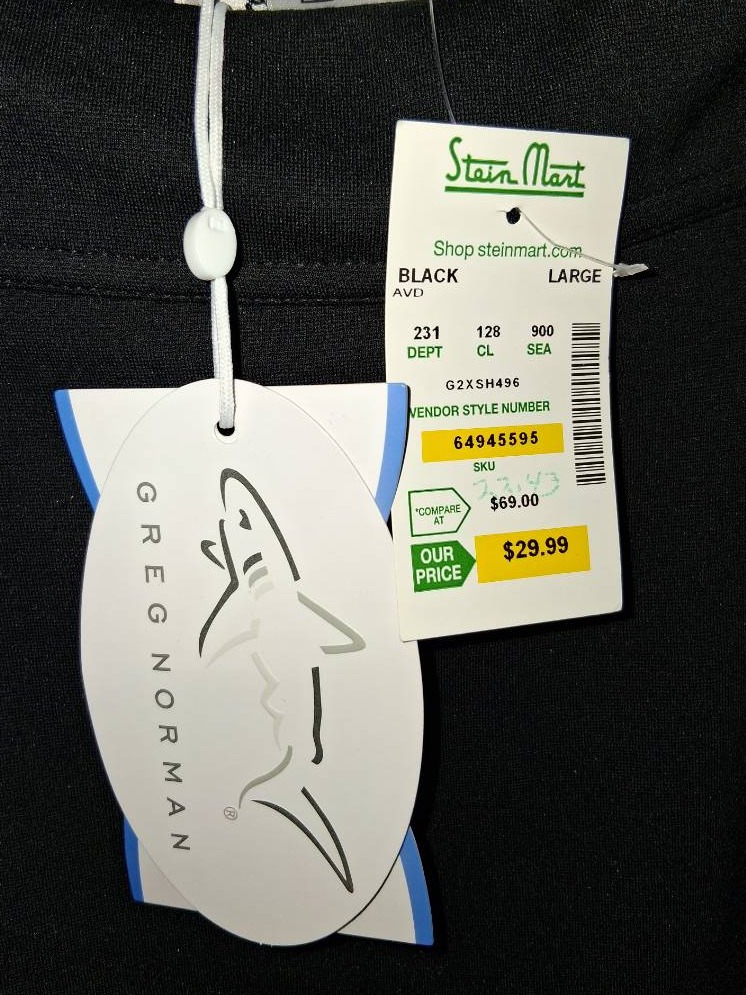 Stein Mart
Shop steinmart.com
BLACK LARGE
AVD
231 128 900
DEPT CL SEA
G2XSH496
VENDOR STYLE NUMBER
64945595
SKU
*COMPARE AT $69.00
OUR PRICE $29.99
GREG NORMAN
®